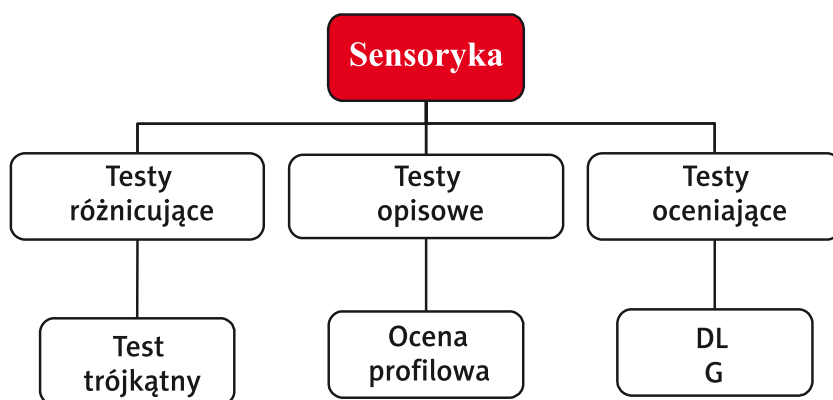 Sensoryka
Testy
różnicujące
Testy
opisowe
Testy
oceniające
Test
trójkątny
Ocena
profilowa
DL
G